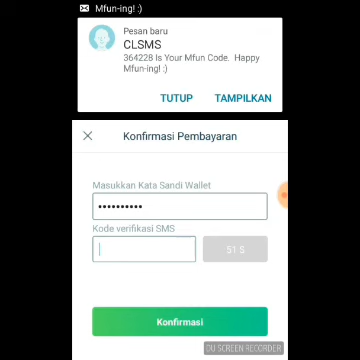 Mfun-ing! :)
Pesan baru
CLSMS
364228 Is Your Mfun Code. Happy
Mfun-ing! :)
TUTUP TAMPILKAN
Konfirmasi Pembayaran
Masukkan Kata Sandi Wallet
••••••••••
Kode verifikasi SMS
51 S
Konfirmasi
DU SCREEN RECORDER